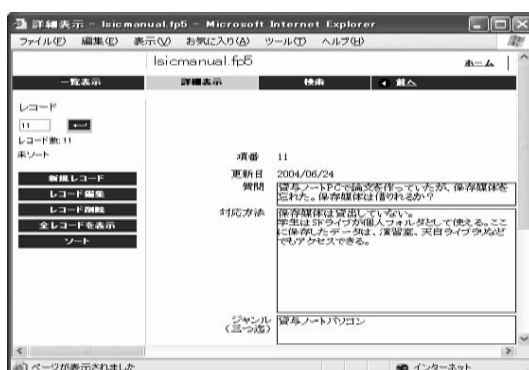 詳細表示 - lsicmanual.fp5 - Microsoft Internet Explorer
ファイル(F) 編集(E) 表示(V) お気に入り(A) ツール(T) ヘルプ(H)
lsicmanual.fp5 ホーム
一覧表示 詳細表示 検索 前へ
レコード
11
レコード数: 11
未ソート
新規レコード
レコード編集
レコード削除
全レコードを表示
ソート
項番 11
更新日 2004/06/24
質問 貸与ノートPCで論文を作っていたが、保存媒体を
忘れた。保存媒体は借りれるか?
対応方法 保存媒体は貸出していない。
学生はSドライブが個人フォルダとして使える。ここ
に保存したデータは、演習室、天白ライブラリなど
でもアクセスできる。
ジャンル
(三つ迄) 貸与ノートパソコン
ページが表示されました インターネット